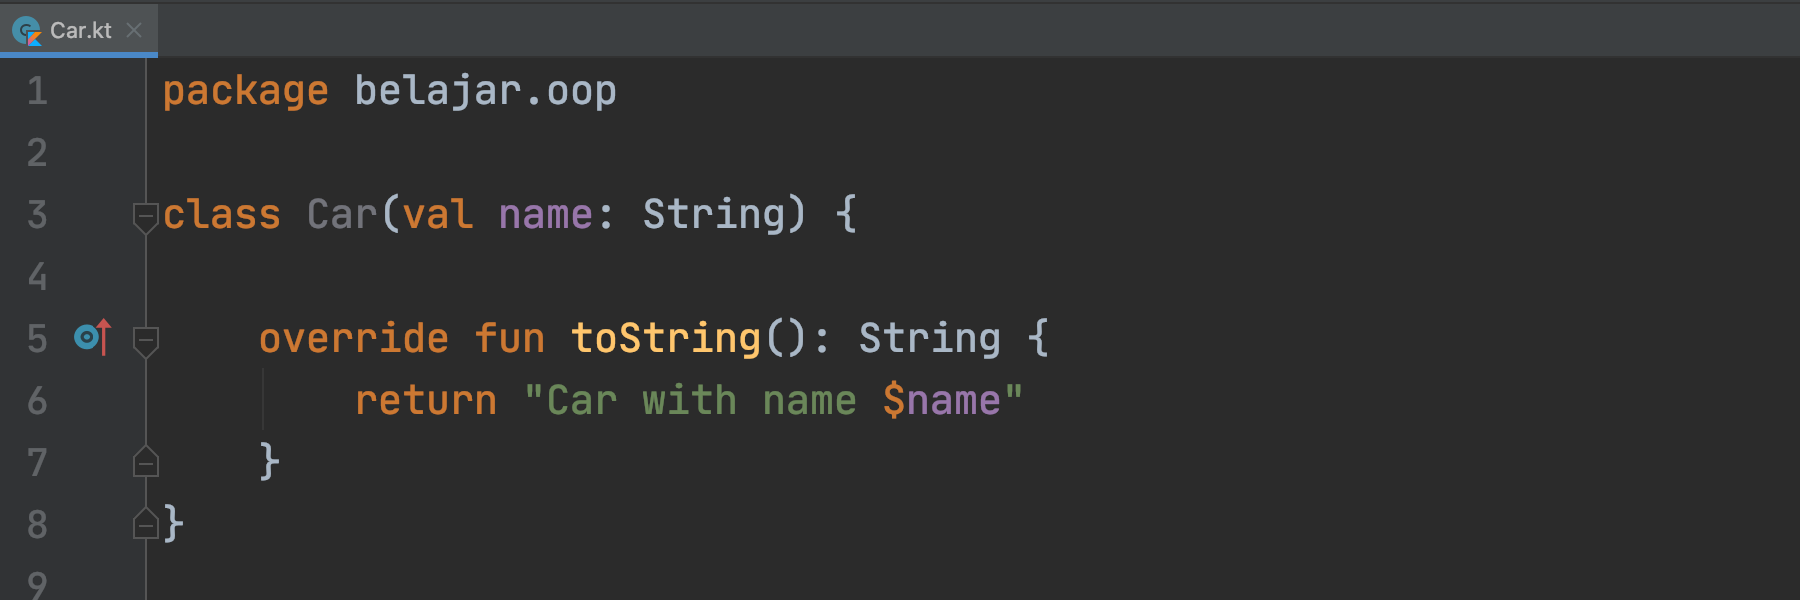 Car.kt
1 package belajar.oop
2
3 class Car(val name: String) {
4
5     override fun toString(): String {
6         return "Car with name $name"
7     }
8 }
9